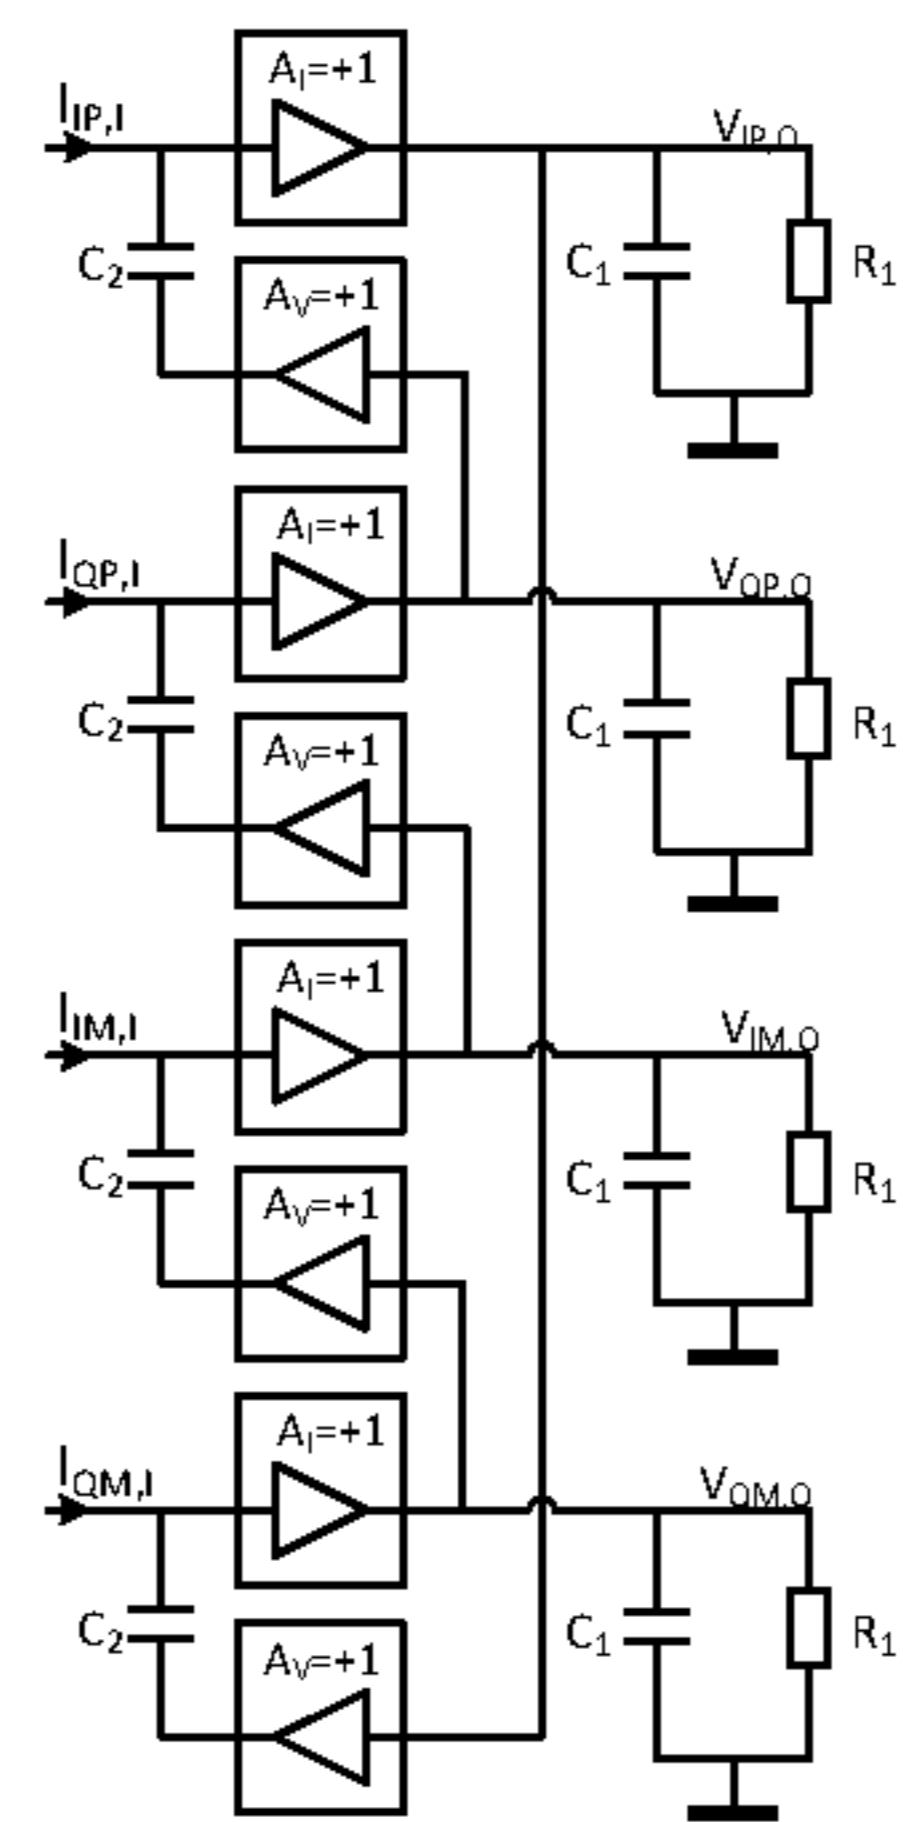 A_I=+1
I_IP,I
V_IP,O
C_2
C_1
R_1
A_V=+1
A_I=+1
I_QP,I
V_QP,O
C_2
C_1
R_1
A_V=+1
A_I=+1
I_IM,I
V_IM,O
C_2
C_1
R_1
A_V=+1
A_I=+1
I_QM,I
V_QM,O
C_2
C_1
R_1
A_V=+1